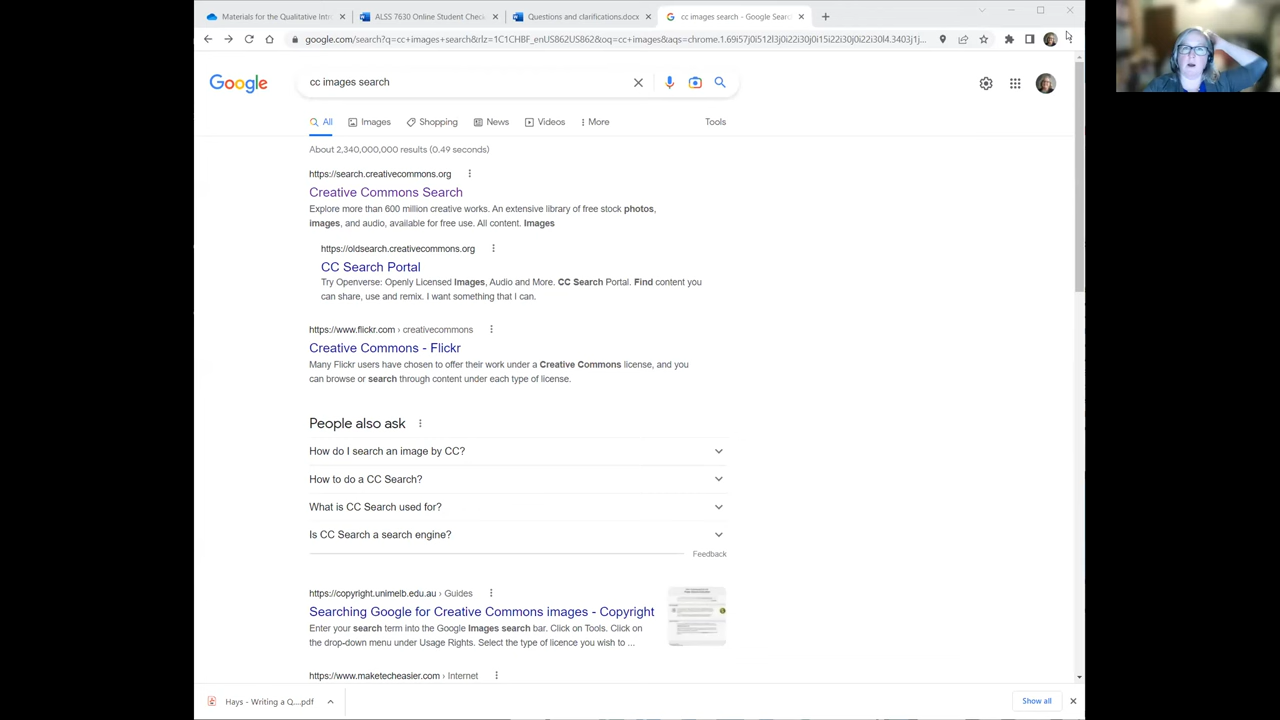 Materials for the Qualitative Intr
ALSS 7630 Online Student Chec
Questions and clarifications.docx
cc images search - Google Searc
google.com/search?q=cc+images+search&rlz=1C1CHBF_enUS862US862&oq=cc+images&aqs=chrome.1.69i57j0i512l3j0i22i30j0i15i22i30j0i22i30l4.3403j1j...
Google
cc images search
All
Images
Shopping
News
Videos
More
Tools
About 2,340,000,000 results (0.49 seconds)
https://search.creativecommons.org
Creative Commons Search
Explore more than 600 million creative works. An extensive library of free stock photos,
images, and audio, available for free use. All content. Images
https://oldsearch.creativecommons.org
CC Search Portal
Try Openverse: Openly Licensed Images, Audio and More. CC Search Portal. Find content you
can share, use and remix. I want something that I can.
https://www.flickr.com › creativecommons
Creative Commons - Flickr
Many Flickr users have chosen to offer their work under a Creative Commons license, and you
can browse or search through content under each type of license.
People also ask
How do I search an image by CC?
How to do a CC Search?
What is CC Search used for?
Is CC Search a search engine?
Feedback
https://copyright.unimelb.edu.au › Guides
Searching Google for Creative Commons images - Copyright
Enter your search term into the Google Images search bar. Click on Tools. Click on
the drop-down menu under Usage Rights. Select the type of licence you wish to ...
https://www.maketecheasier.com › Internet
Hays - Writing a Q....pdf
Show all